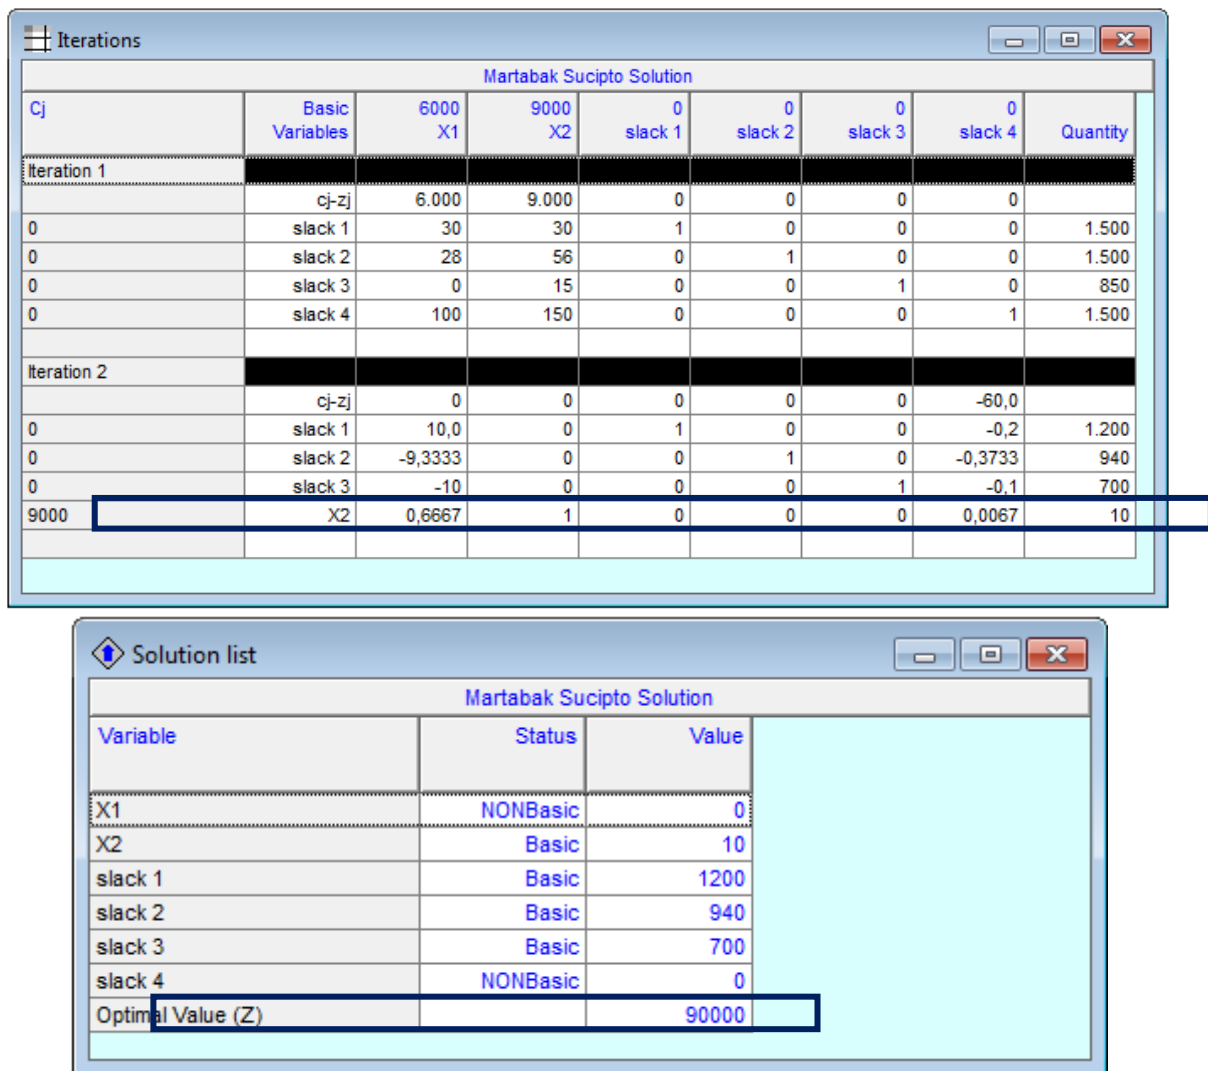 Iterations
Martabak Sucipto Solution
Cj Basic Variables 6000 X1 9000 X2 0 slack 1 0 slack 2 0 slack 3 0 slack 4 Quantity
Iteration 1
cj-zj 6.000 9.000 0 0 0 0
0 slack 1 30 30 1 0 0 0 1.500
0 slack 2 28 56 0 1 0 0 1.500
0 slack 3 0 15 0 0 1 0 850
0 slack 4 100 150 0 0 0 1 1.500
Iteration 2
cj-zj 0 0 0 0 0 -60,0
0 slack 1 10,0 0 1 0 0 -0,2 1.200
0 slack 2 -9,3333 0 0 1 0 -0,3733 940
0 slack 3 -10 0 0 0 1 -0,1 700
9000 X2 0,6667 1 0 0 0 0,0067 10
Solution list
Martabak Sucipto Solution
Variable Status Value
X1 NONBasic 0
X2 Basic 10
slack 1 Basic 1200
slack 2 Basic 940
slack 3 Basic 700
slack 4 NONBasic 0
Optimal Value (Z) 90000